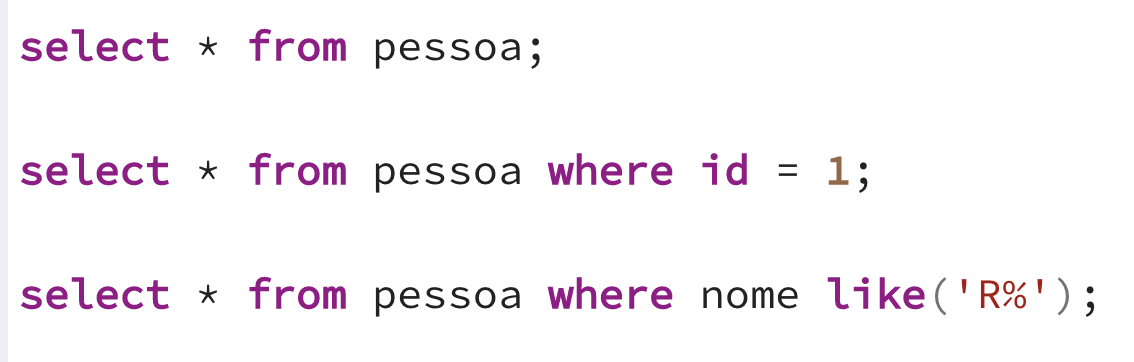 select * from pessoa;
select * from pessoa where id = 1;
select * from pessoa where nome like('R%');